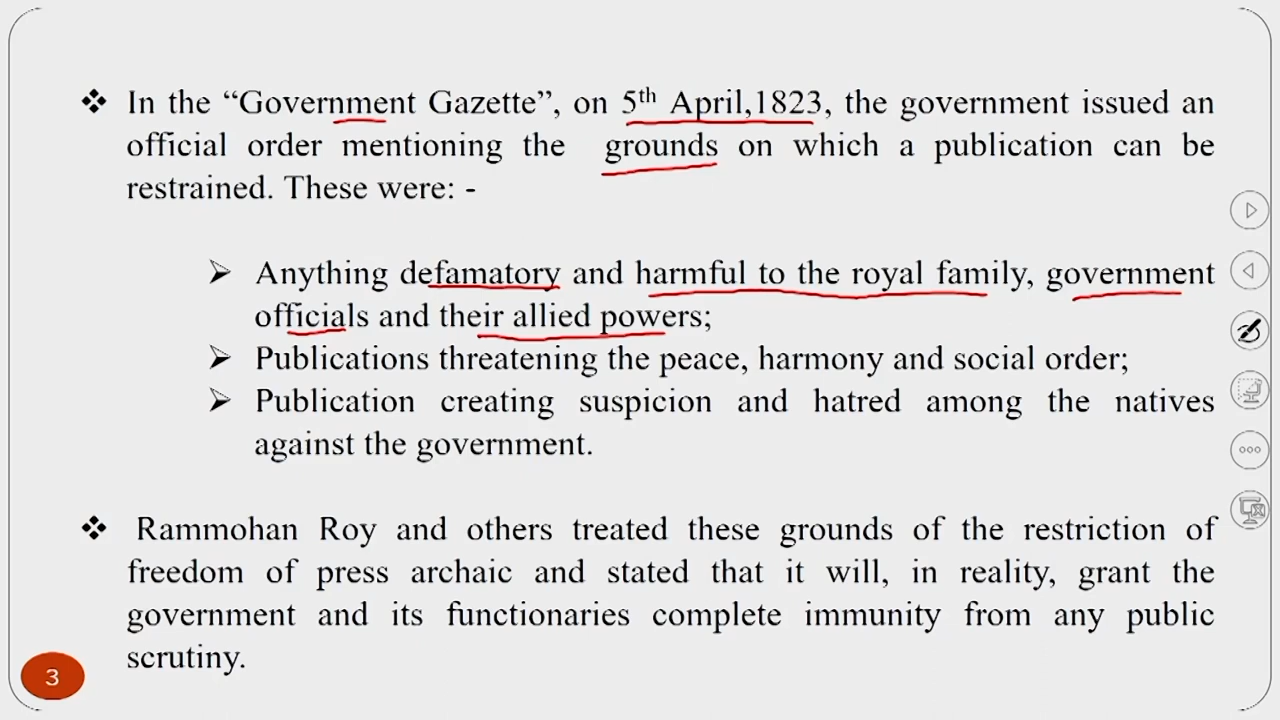 ❖ In the “Government Gazette”, on 5th April,1823, the government issued an
official order mentioning the grounds on which a publication can be
restrained. These were: -
➢ Anything defamatory and harmful to the royal family, government
officials and their allied powers;
➢ Publications threatening the peace, harmony and social order;
➢ Publication creating suspicion and hatred among the natives
against the government.
❖ Rammohan Roy and others treated these grounds of the restriction of
freedom of press archaic and stated that it will, in reality, grant the
government and its functionaries complete immunity from any public
scrutiny.
3